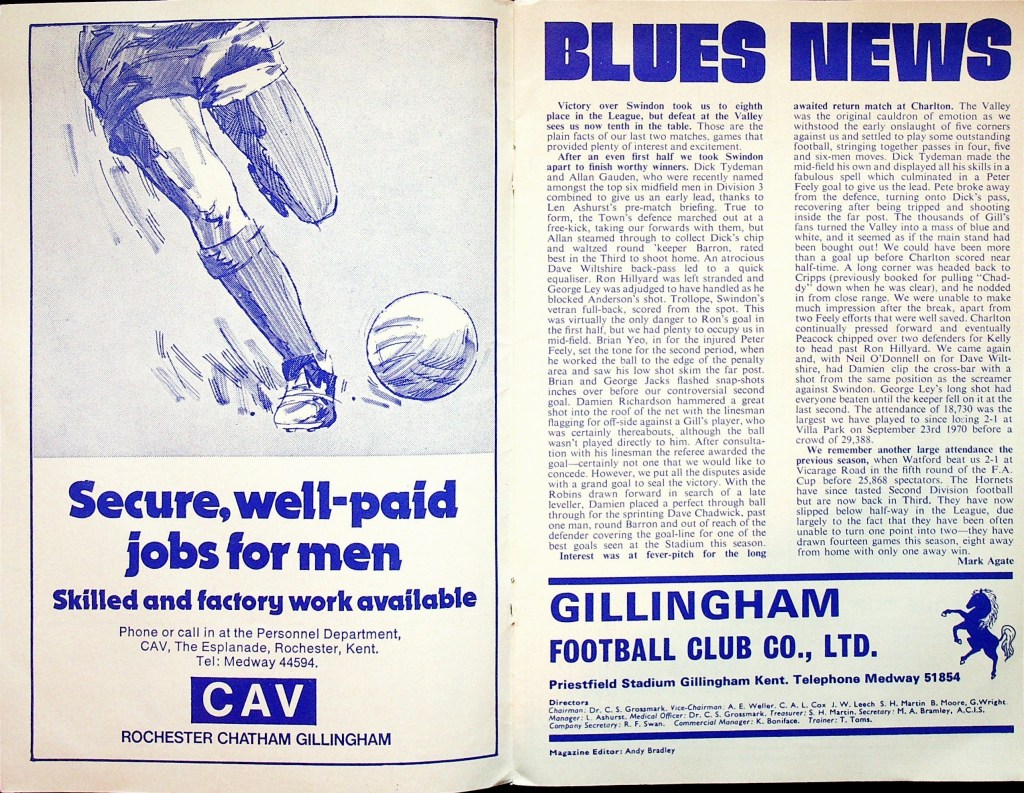 Secure, well-paid
jobs for men
Skilled and factory work available
Phone or call in at the Personnel Department,
CAV, The Esplanade, Rochester, Kent.
Tel: Medway 44594.
CAV
ROCHESTER CHATHAM GILLINGHAM
BLUES NEWS
Victory over Swindon took us to eighth
place in the League, but defeat at the Valley
sees us now tenth in the table. Those are the
plain facts of our last two matches, games that
provided plenty of interest and excitement.
After an even first half we took Swindon
apart to finish worthy winners. Dick Tydeman
and Allan Gauden, who were recently named
amongst the top six midfield men in Division 3
combined to give us an early lead, thanks to
Len Ashurst's pre-match briefing. True to
form, the Town's defence marched out at a
free-kick, taking our forwards with them, but
Allan steamed through to collect Dick's chip
and waltzed round 'keeper Barron, rated
best in the Third to shoot home. An atrocious
Dave Wiltshire back-pass led to a quick
equaliser. Ron Hillyard was left stranded and
George Ley was adjudged to have handled as he
blocked Anderson's shot. Trollope, Swindon's
vetran full-back, scored from the spot. This
was virtually the only danger to Ron's goal in
the first half, but we had plenty to occupy us in
mid-field. Brian Yeo, in for the injured Peter
Feely, set the tone for the second period, when
he worked the ball to the edge of the penalty
area and saw his low shot skim the far post.
Brian and George Jacks flashed snap-shots
inches over before our controversial second
goal. Damien Richardson hammered a great
shot into the roof of the net with the linesman
flagging for off-side against a Gill's player, who
was certainly thereabouts, although the ball
wasn't played directly to him. After consulta-
tion with his linesman the referee awarded the
goal—certainly not one that we would like to
concede. However, we put all the disputes aside
with a grand goal to seal the victory. With the
Robins drawn forward in search of a late
leveller, Damien placed a perfect through ball
through for the sprinting Dave Chadwick, past
one man, round Barron and out of reach of the
defender covering the goal-line for one of the
best goals seen at the Stadium this season.
Interest was at fever-pitch for the long
awaited return match at Charlton. The Valley
was the original cauldron of emotion as we
withstood the early onslaught of five corners
against us and settled to play some outstanding
football, stringing together passes in four, five
and six-men moves. Dick Tydeman made the
mid-field his own and displayed all his skills in a
fabulous spell which culminated in a Peter
Feely goal to give us the lead. Pete broke away
from the defence, turning onto Dick's pass,
recovering after being tripped and shooting
inside the far post. The thousands of Gill's
fans turned the Valley into a mass of blue and
white, and it seemed as if the main stand had
been bought out! We could have been more
than a goal up before Charlton scored near
half-time. A long corner was headed back to
Cripps (previously booked for pulling "Chad-
dy" down when he was clear), and he nodded
in from close range. We were unable to make
much impression after the break, apart from
two Feely efforts that were well saved. Charlton
continually pressed forward and eventually
Peacock chipped over two defenders for Kelly
to head past Ron Hillyard. We came again
and, with Neil O'Donnell on for Dave Wilt-
shire, had Damien clip the cross-bar with a
shot from the same position as the screamer
against Swindon. George Ley's long shot had
everyone beaten until the keeper fell on it at the
last second. The attendance of 18,730 was the
largest we have played to since losing 2-1 at
Villa Park on September 23rd 1970 before a
crowd of 29,388.
We remember another large attendance the
previous season, when Watford beat us 2-1 at
Vicarage Road in the fifth round of the F.A.
Cup before 25,868 spectators. The Hornets
have since tasted Second Division football
but are now back in Third. They have now
slipped below half-way in the League, due
largely to the fact that they have been often
unable to turn one point into two—they have
drawn fourteen games this season, eight away
from home with only one away win.
Mark Agate
GILLINGHAM
FOOTBALL CLUB CO., LTD.
Priestfield Stadium Gillingham Kent. Telephone Medway 51854
Directors
Chairman: Dr. C. S. Grossmark. Vice-Chairman: A. E. Weller. C. A. L. Cox J. W. Leech S. H. Martin B. Moore, G.Wright
Manager: L. Ashurst. Medical Officer: Dr. C. S. Grossmark. Treasurer: S. H. Martin. Secretary: M. A. Bramley, A.C.I.S.
Company Secretary: R. F. Swan. Commercial Manager: K. Boniface. Trainer: T. Toms.
Magazine Editor: Andy Bradley